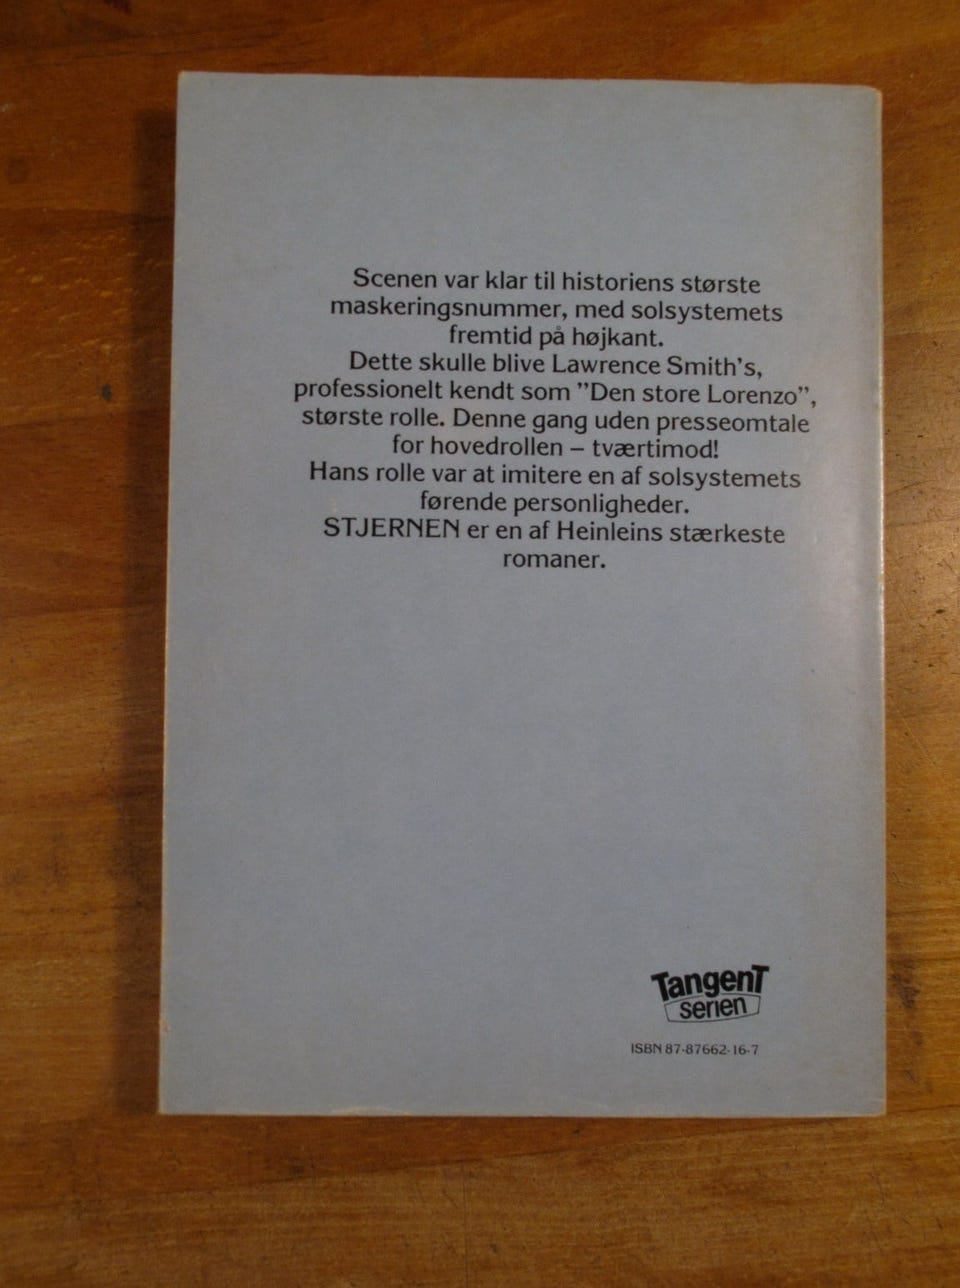 Scenen var klar til historiens største
maskeringsnummer, med solsystemets
fremtid på højkant.
Dette skulle blive Lawrence Smith's,
professionelt kendt som ”Den store Lorenzo”,
største rolle. Denne gang uden presseomtale
for hovedrollen – tværtimod!
Hans rolle var at imitere en af solsystemets
førende personligheder.
STJERNEN er en af Heinleins stærkeste
romaner.
TangenT
serien
ISBN 87-87662-16-7